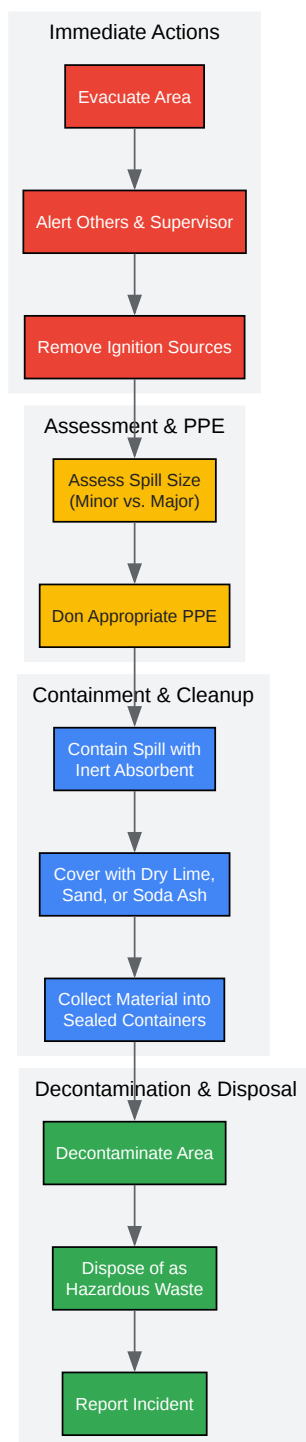 Immediate Actions
Evacuate Area
Alert Others & Supervisor
Remove Ignition Sources
Assessment & PPE
Assess Spill Size
(Minor vs. Major)
Don Appropriate PPE
Containment & Cleanup
Contain Spill with
Inert Absorbent
Cover with Dry Lime,
Sand, or Soda Ash
Collect Material into
Sealed Containers
Decontamination & Disposal
Decontaminate Area
Dispose of as
Hazardous Waste
Report Incident